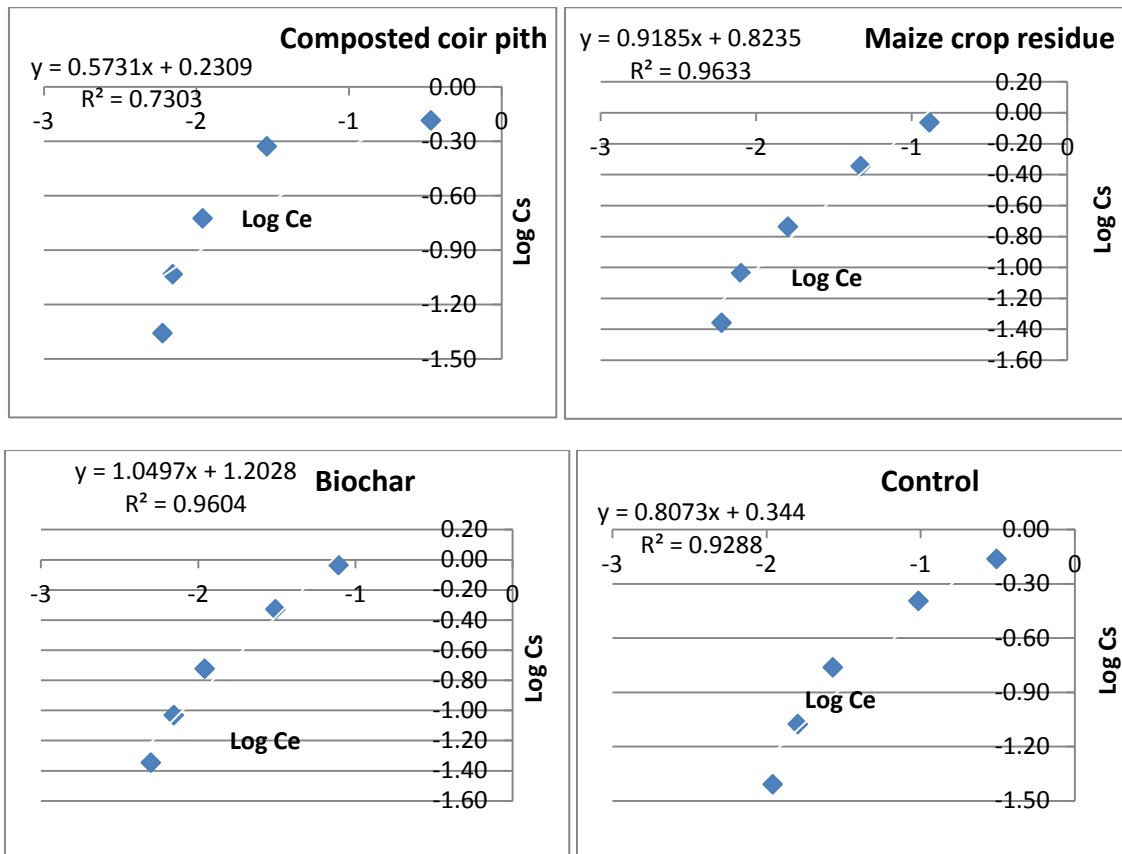 Composted coir pith
y = 0.5731x + 0.2309
R² = 0.7303
0.00
-3
-2
-1
0
-0.30
-0.60
-0.90
-1.20
-1.50
Log Ce
Log Cs
Maize crop residue
y = 0.9185x + 0.8235
R² = 0.9633
0.20
0.00
-3
-2
-1
0
-0.20
-0.40
-0.60
-0.80
-1.00
-1.20
-1.40
-1.60
Log Ce
Log Cs
Biochar
y = 1.0497x + 1.2028
R² = 0.9604
0.20
0.00
-3
-2
-1
0
-0.20
-0.40
-0.60
-0.80
-1.00
-1.20
-1.40
-1.60
Log Ce
Log Cs
Control
y = 0.8073x + 0.344
R² = 0.9288
0.00
-3
-2
-1
0
-0.30
-0.60
-0.90
-1.20
-1.50
Log Ce
Log Cs